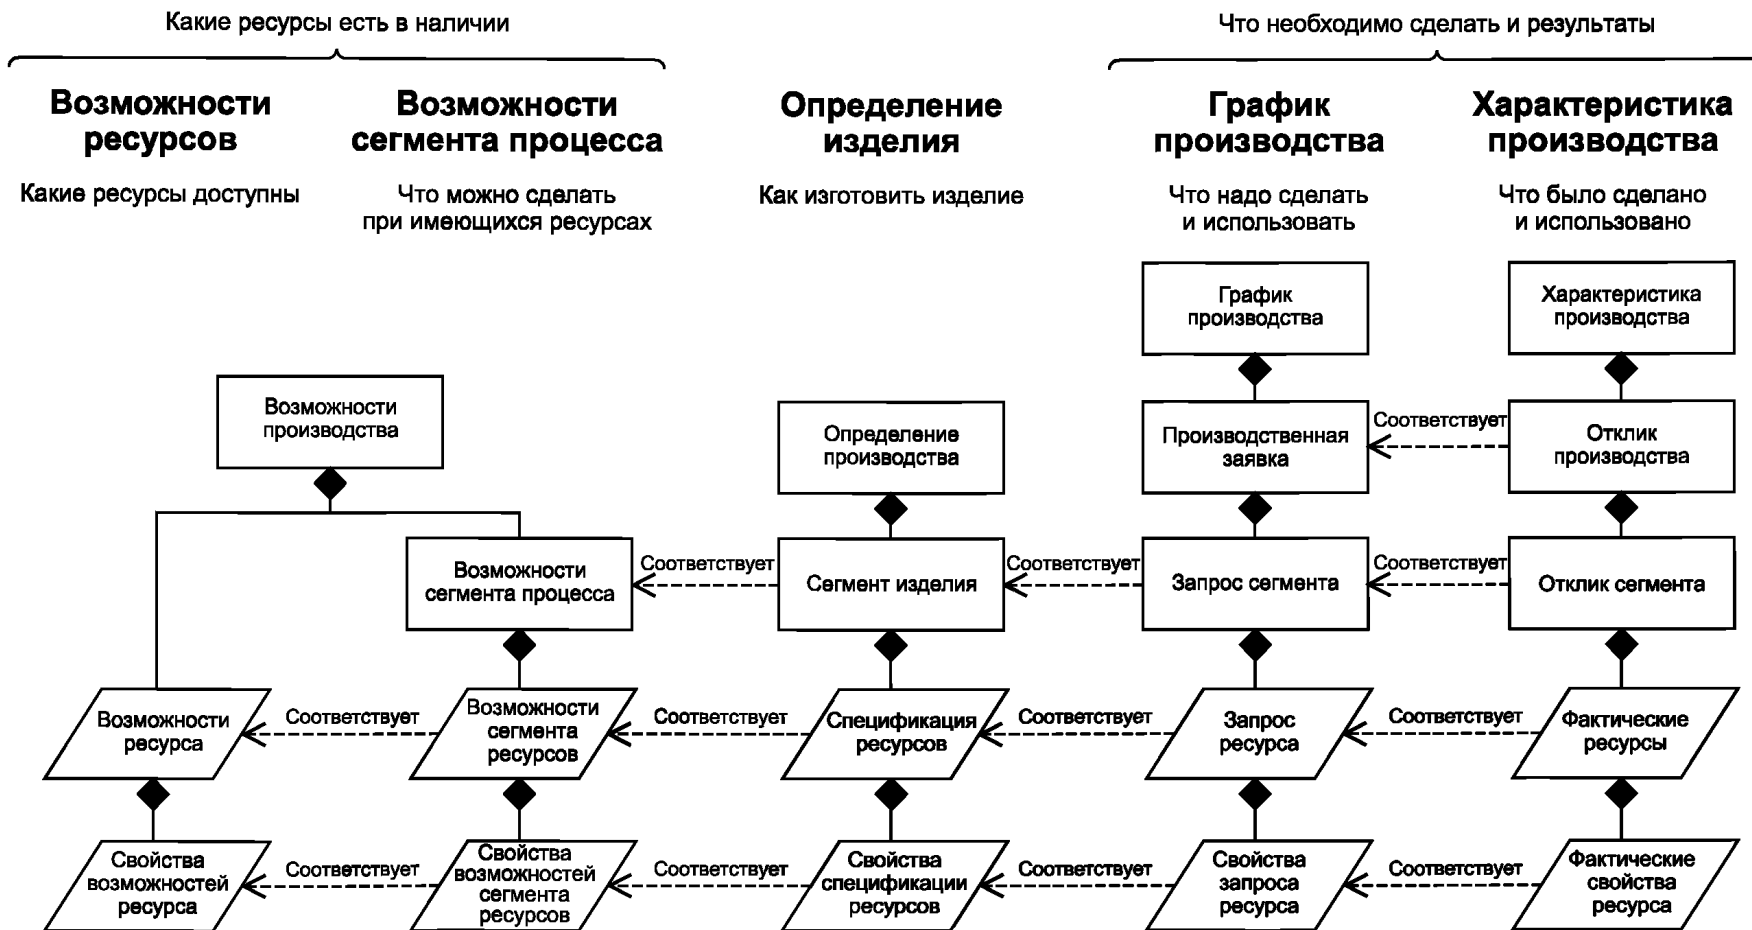 Какие ресурсы есть в наличии
Что необходимо сделать и результаты
Возможности
ресурсов
Возможности
сегмента процесса
Определение
изделия
График
производства
Характеристика
производства
Какие ресурсы доступны
Что можно сделать
при имеющихся ресурсах
Как изготовить изделие
Что надо сделать
и использовать
Что было сделано
и использовано
График
производства
Характеристика
производства
Возможности
производства
Определение
производства
Производственная
заявка
Соответствует
Отклик
производства
Возможности
сегмента процесса
Соответствует
Сегмент изделия
Соответствует
Запрос сегмента
Соответствует
Отклик сегмента
Возможности
ресурса
Соответствует
Возможности
сегмента
ресурсов
Соответствует
Спецификация
ресурсов
Соответствует
Запрос
ресурса
Соответствует
Фактические
ресурсы
Свойства
возможностей
ресурса
Соответствует
Свойства
возможностей
сегмента
ресурсов
Соответствует
Свойства
спецификации
ресурсов
Соответствует
Свойства
запроса
ресурса
Соответствует
Фактические
свойства
ресурса